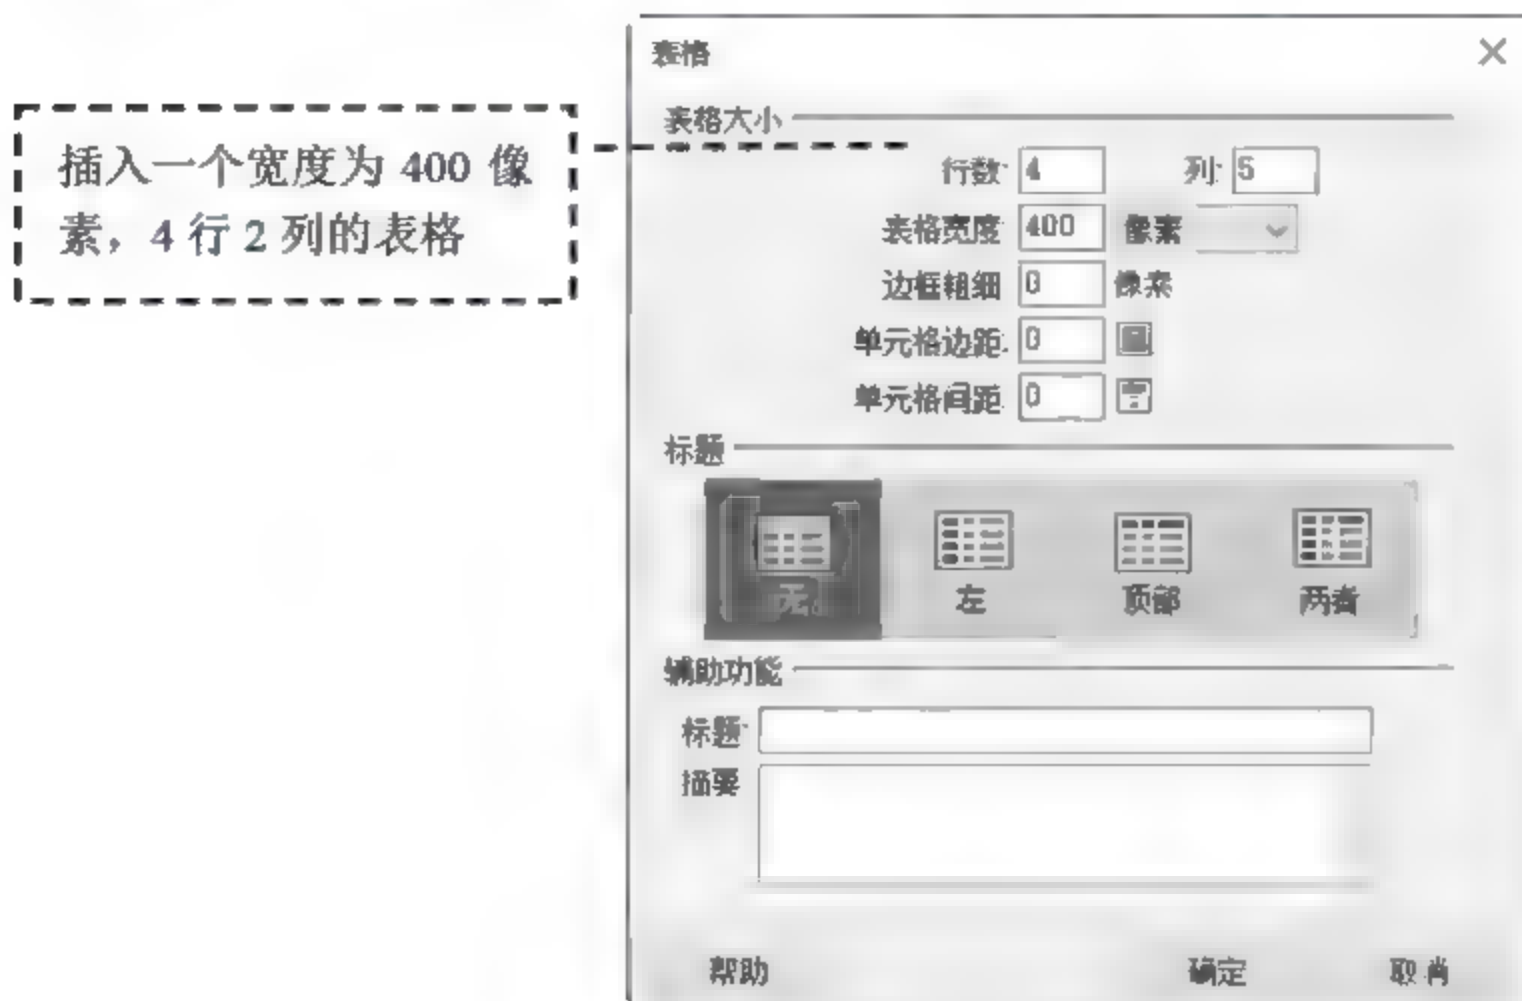 表格
插入一个宽度为 400 像
素，4 行 2 列的表格
表格大小
行数: 4 列: 5
表格宽度: 400 像素
边框粗细: 0 像素
单元格边距: 0
单元格间距: 0
标题
无 左 顶部 两者
辅助功能
标题:
摘要
帮助 确定 取消